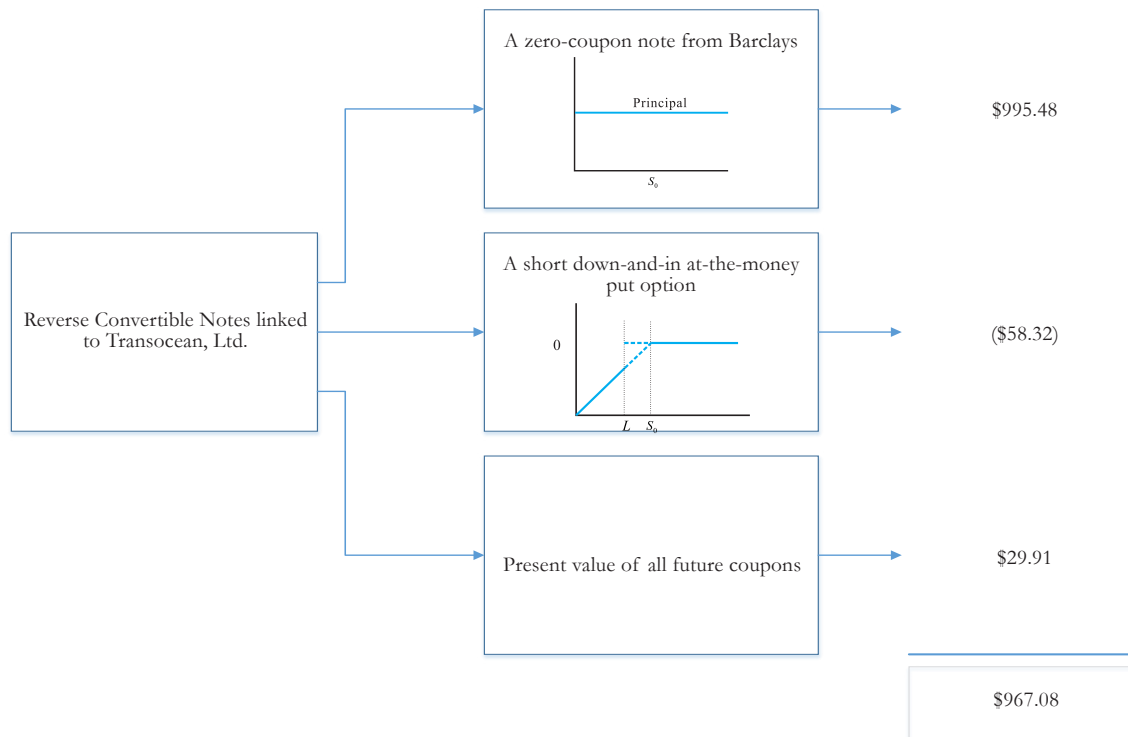 A zero-coupon note from Barclays
Principal
S₀
$995.48
Reverse Convertible Notes linked
to Transocean, Ltd.
A short down-and-in at-the-money
put option
0
L S₀
($58.32)
Present value of all future coupons
$29.91
$967.08